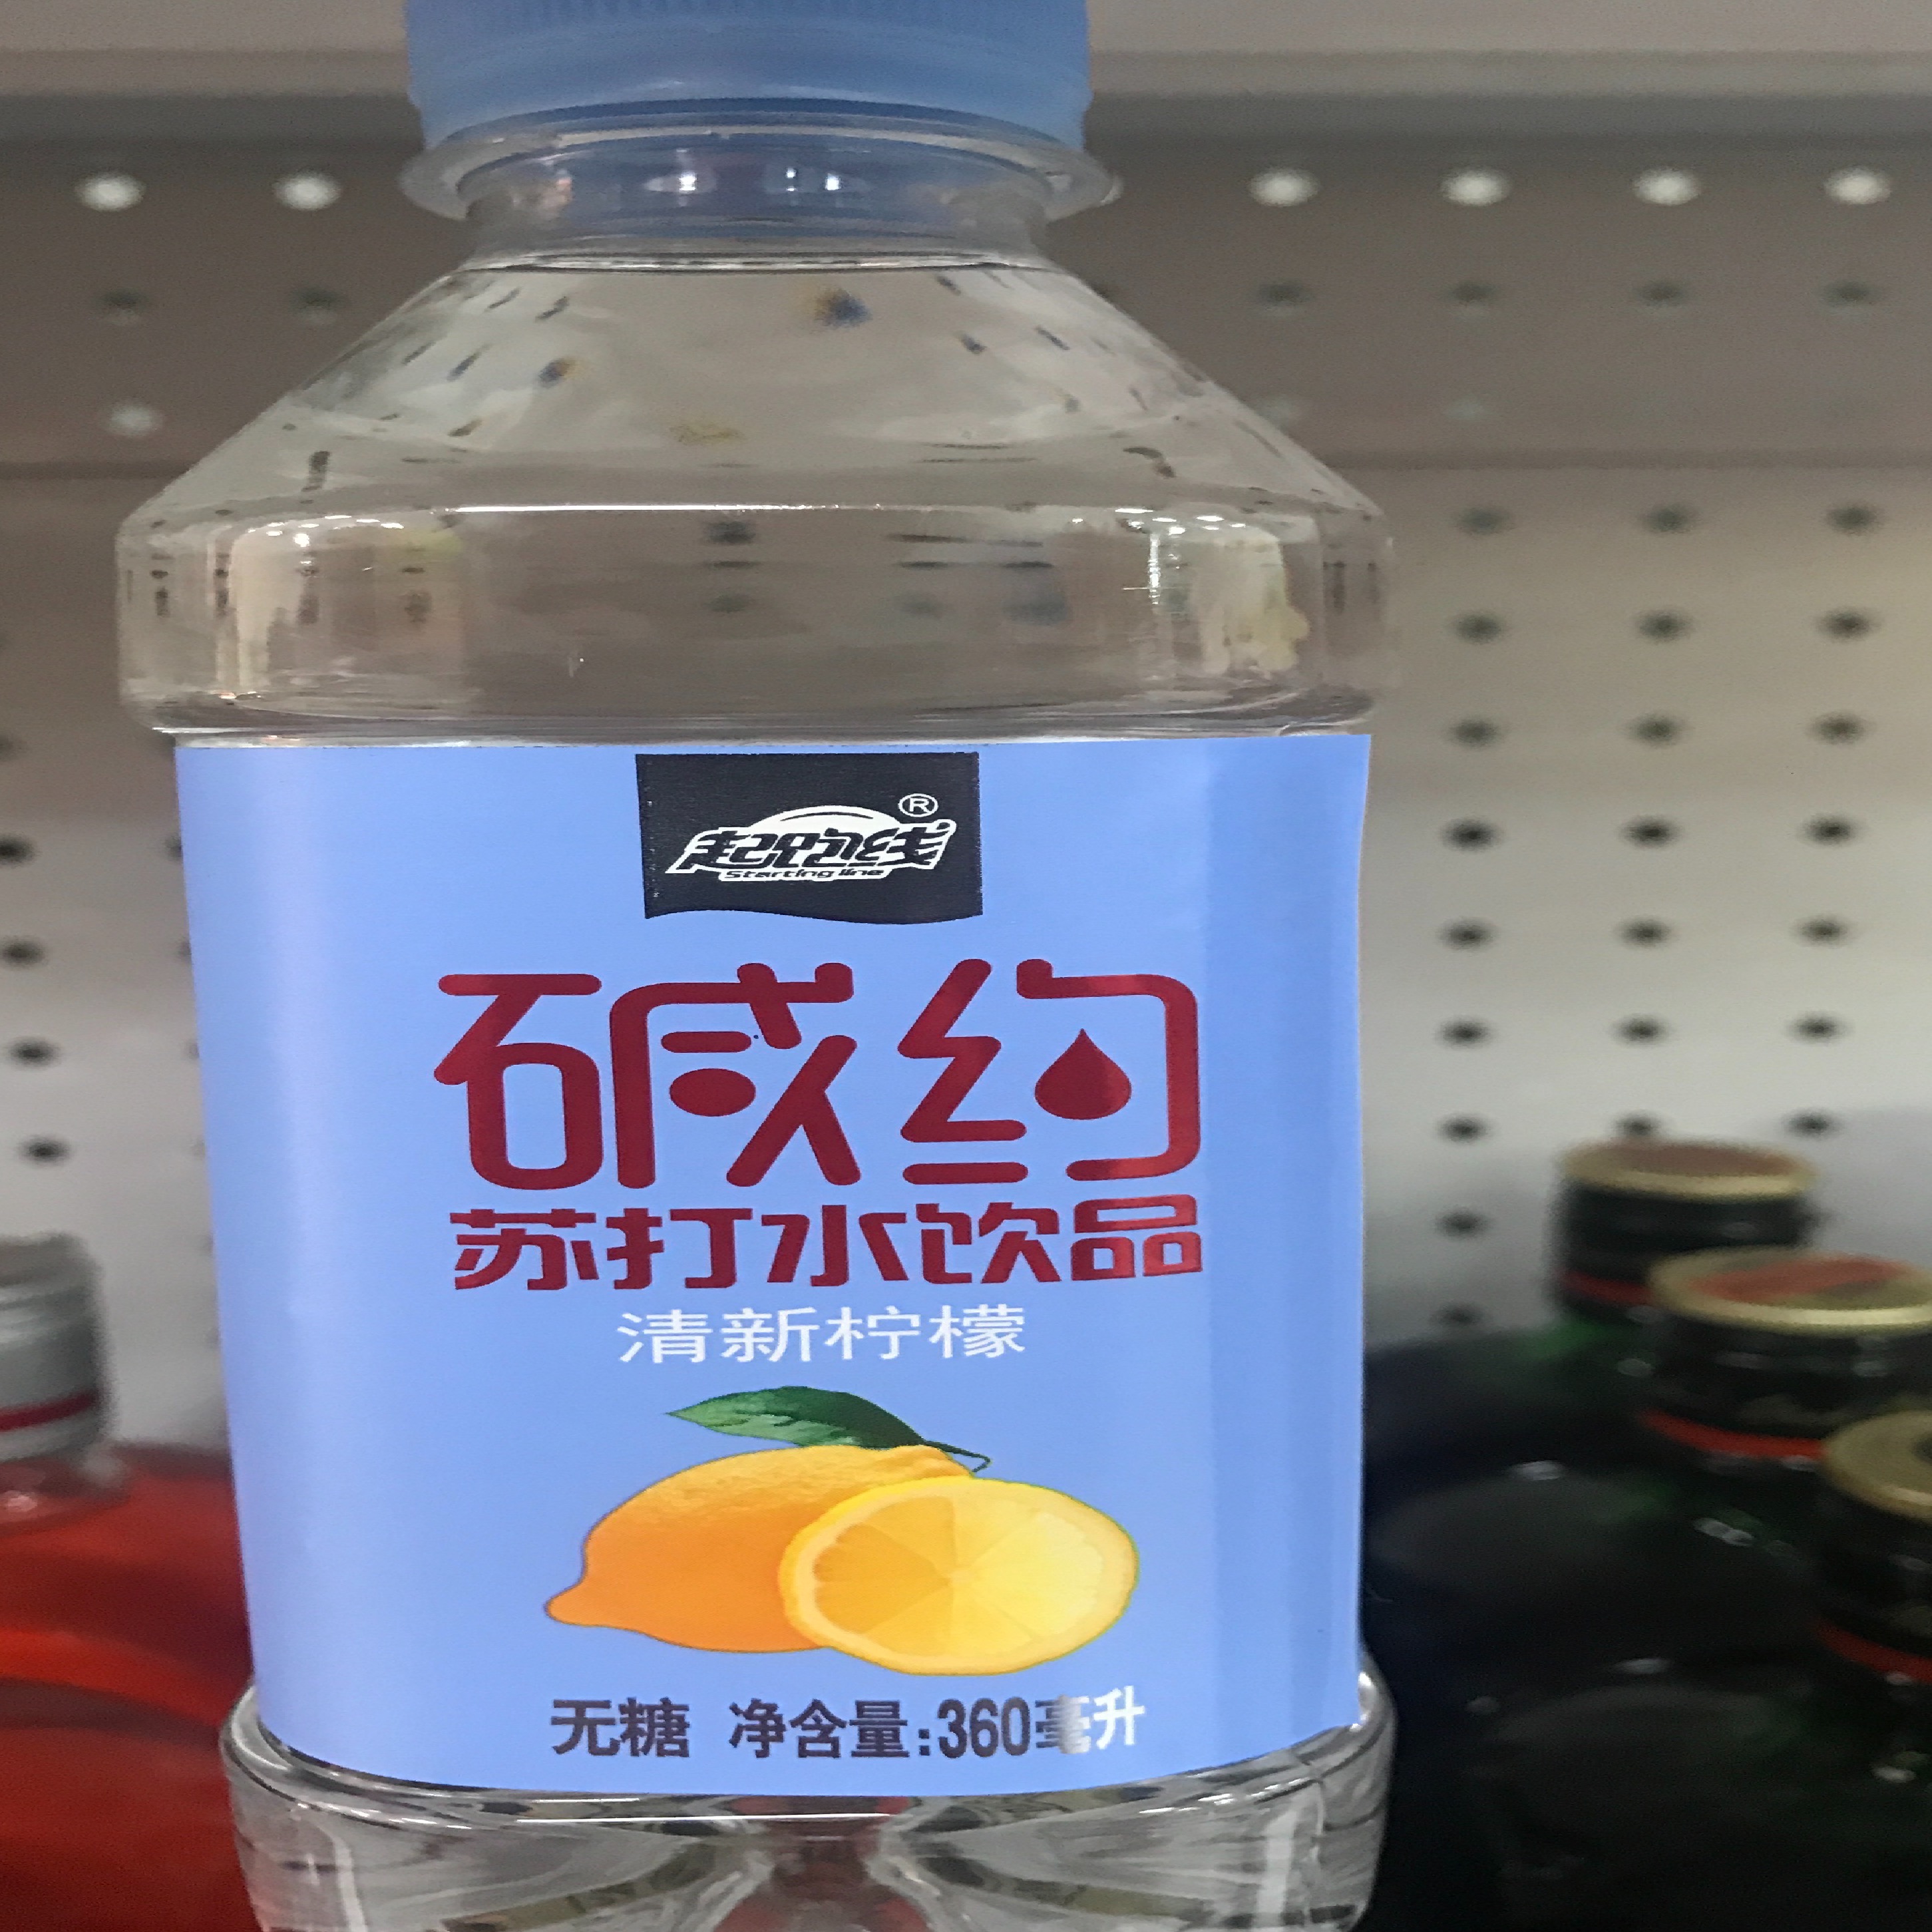 起跑线®
Starting line
碱约
苏打水饮品
清新柠檬
无糖 净含量:360毫升